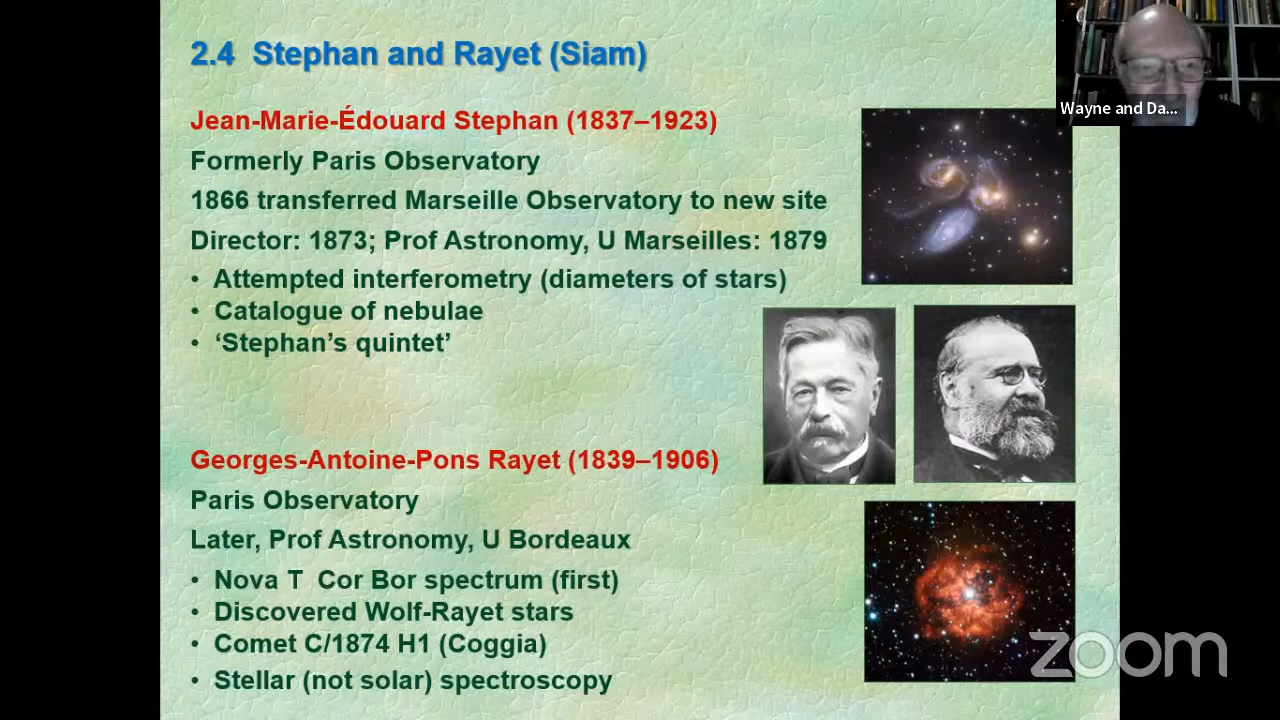 2.4 Stephan and Rayet (Siam)
Jean-Marie-Édouard Stephan (1837–1923)
Formerly Paris Observatory
1866 transferred Marseille Observatory to new site
Director: 1873; Prof Astronomy, U Marseilles: 1879
• Attempted interferometry (diameters of stars)
• Catalogue of nebulae
• ‘Stephan’s quintet’
Georges-Antoine-Pons Rayet (1839–1906)
Paris Observatory
Later, Prof Astronomy, U Bordeaux
• Nova T Cor Bor spectrum (first)
• Discovered Wolf-Rayet stars
• Comet C/1874 H1 (Coggia)
• Stellar (not solar) spectroscopy
Wayne and Da...
zoom